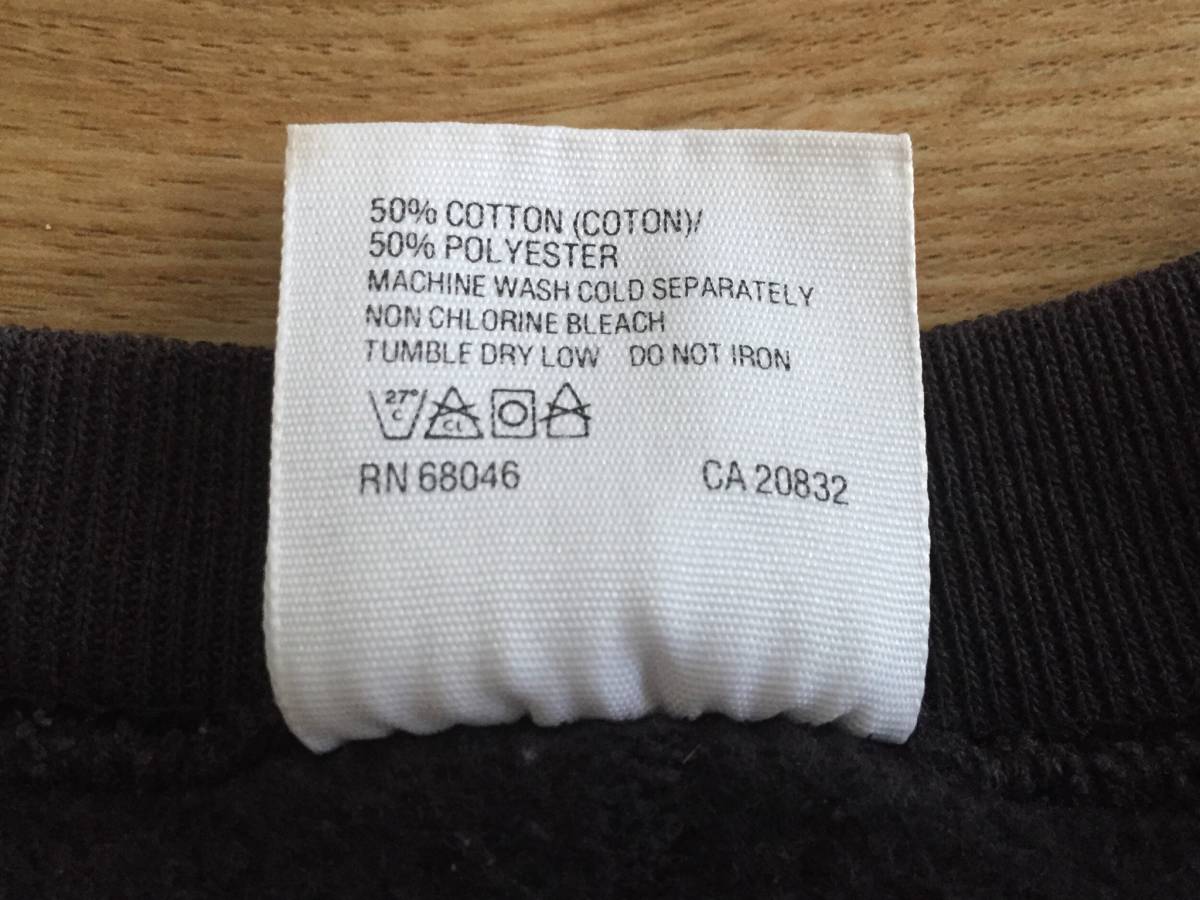 50% COTTON (COTON)/
50% POLYESTER
MACHINE WASH COLD SEPARATELY
NON CHLORINE BLEACH
TUMBLE DRY LOW DO NOT IRON
27° C CL
RN 68046 CA 20832